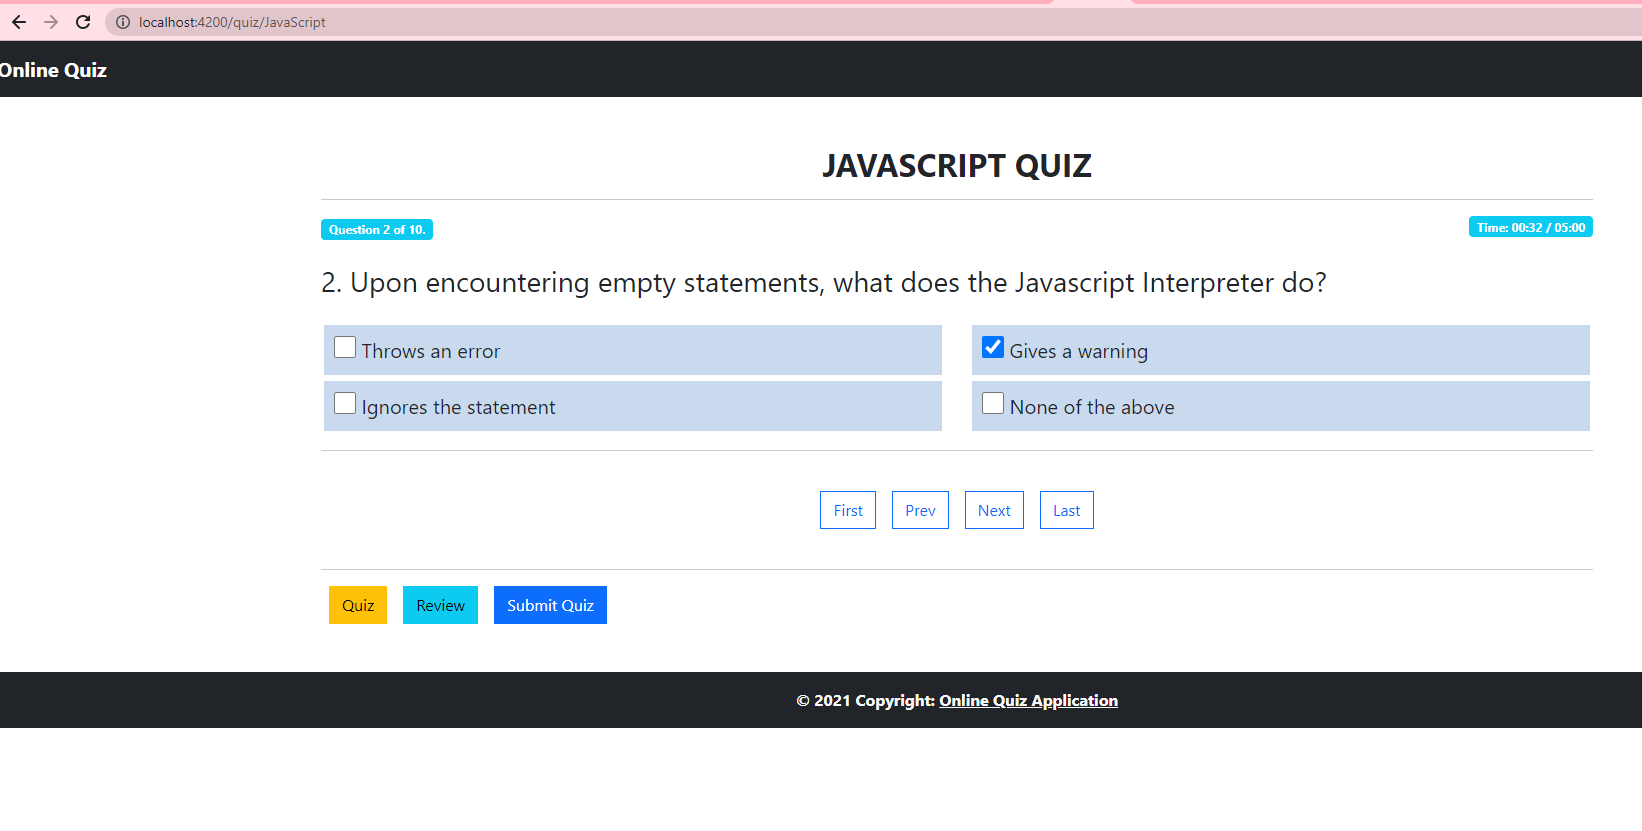 localhost:4200/quiz/JavaScript
Online Quiz
JAVASCRIPT QUIZ
Question 2 of 10.
Time: 00:32 / 05:00
2. Upon encountering empty statements, what does the Javascript Interpreter do?
Throws an error
Gives a warning
Ignores the statement
None of the above
First Prev Next Last
Quiz Review Submit Quiz
© 2021 Copyright: Online Quiz Application